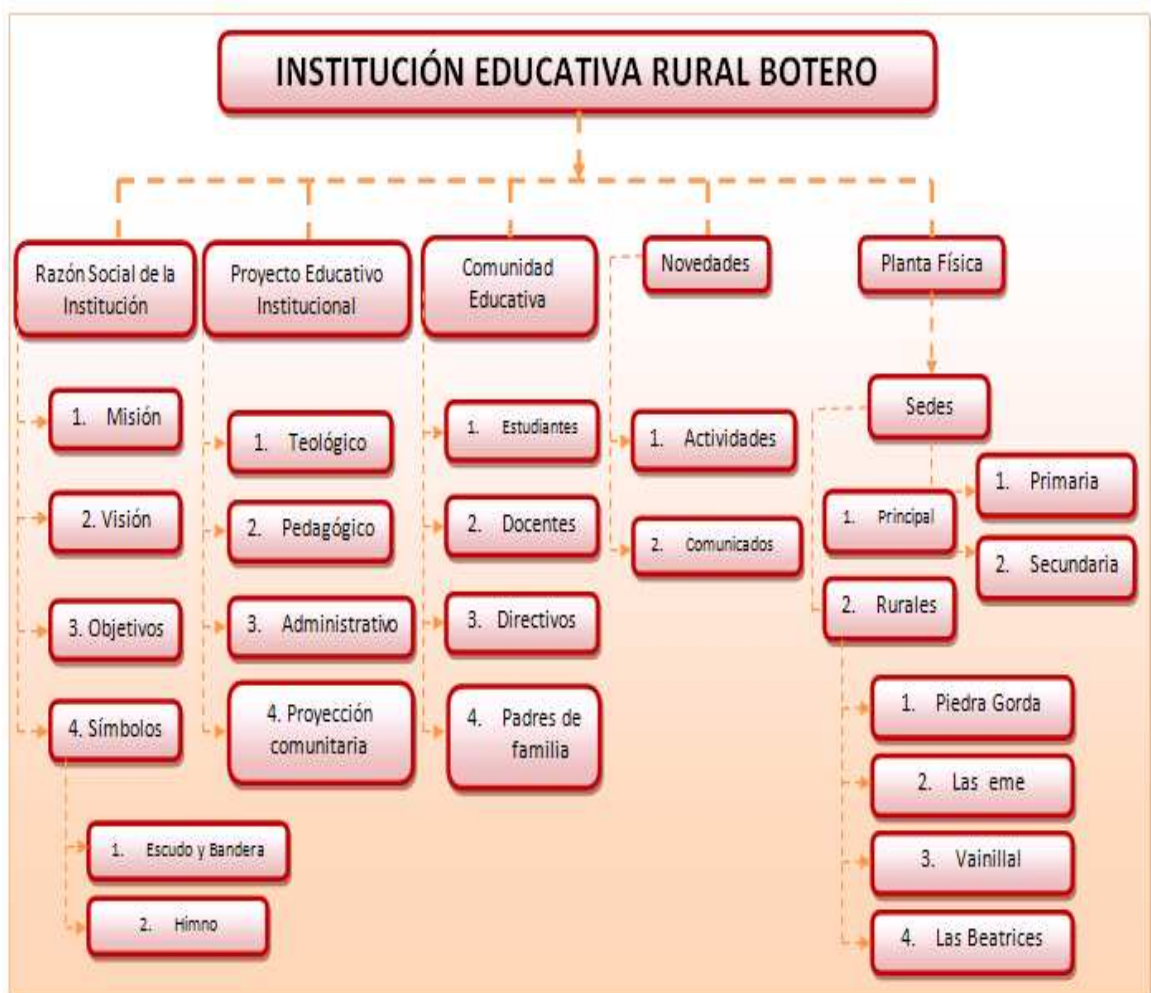 INSTITUCIÓN EDUCATIVA RURAL BOTERO
Razón Social de la
Institución
1. Misión
2. Visión
3. Objetivos
4. Símbolos
1. Escudo y Bandera
2. Himno
Proyecto Educativo
Institucional
1. Teológico
2. Pedagógico
3. Administrativo
4. Proyección
comunitaria
Comunidad
Educativa
1. Estudiantes
2. Docentes
3. Directivos
4. Padres de
familia
Novedades
1. Actividades
2. Comunicados
Planta Física
Sedes
1. Principal
1. Primaria
2. Secundaria
2. Rurales
1. Piedra Gorda
2. Las eme
3. Vainillal
4. Las Beatrices